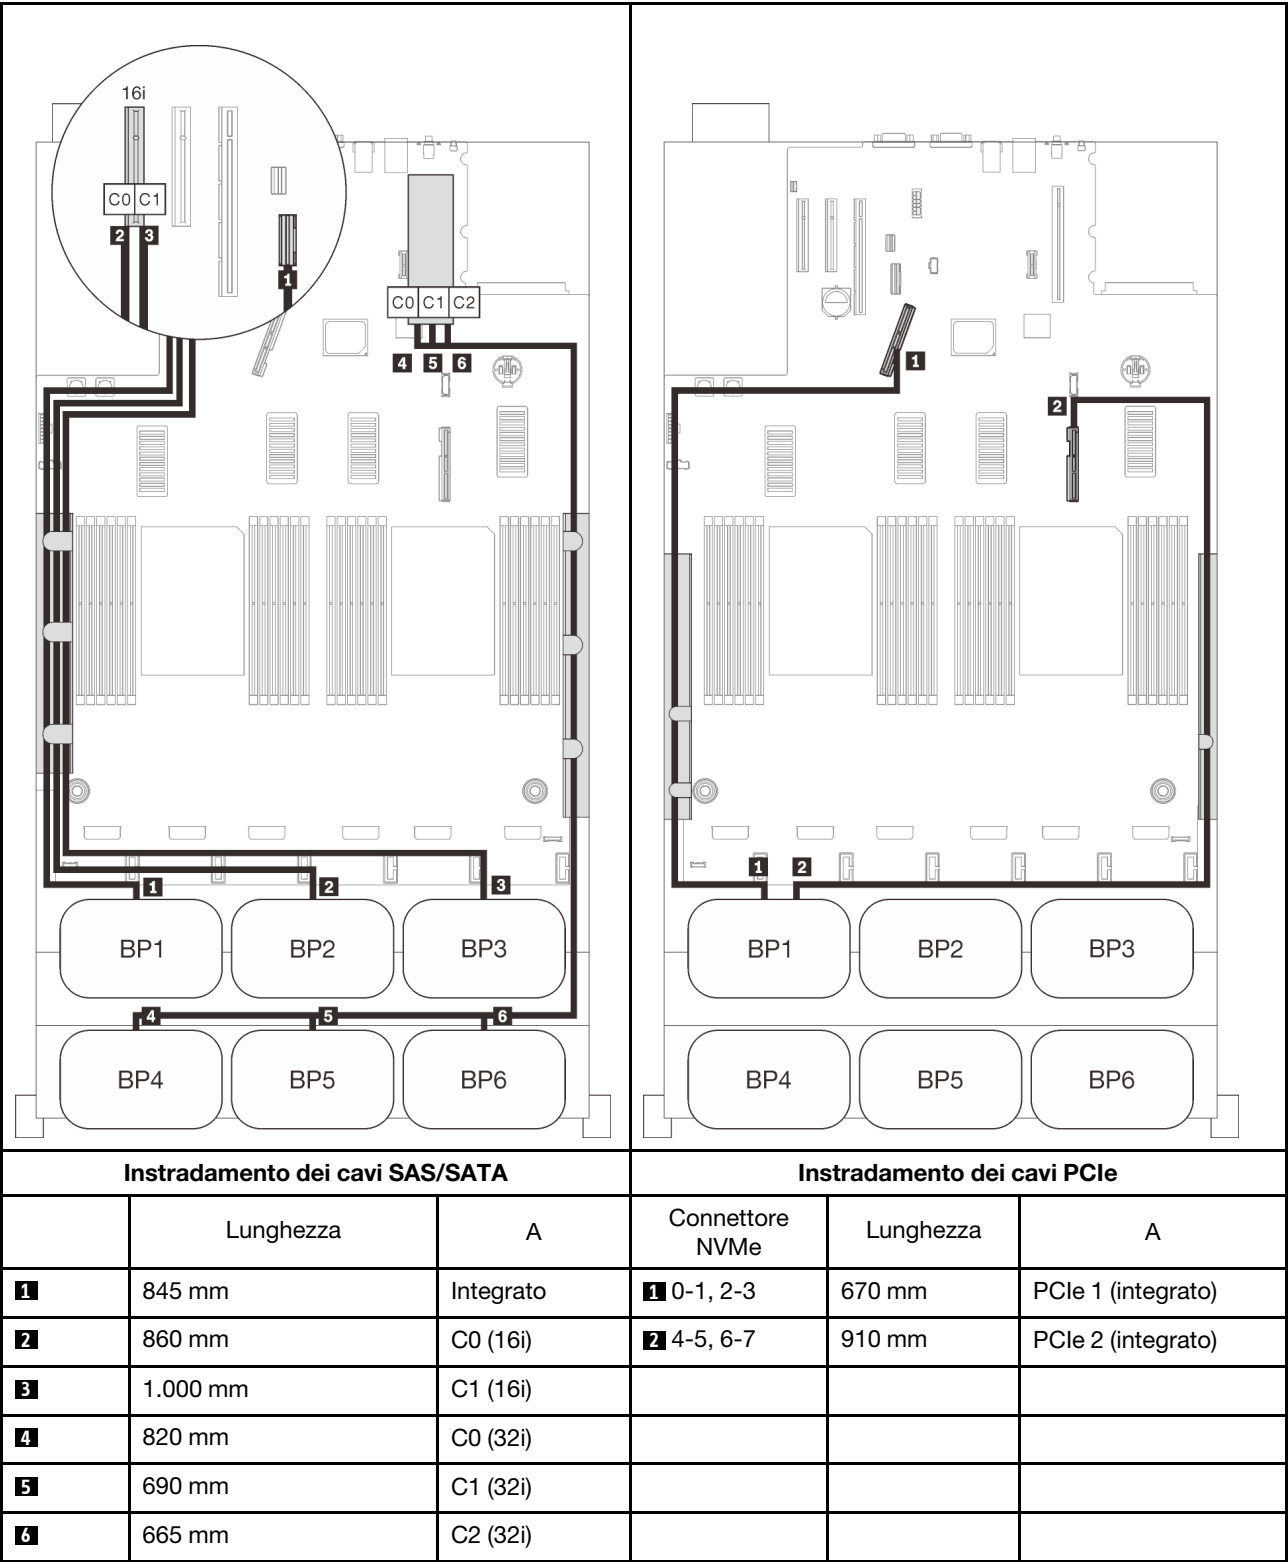 16i
C0 C1
2 3
1
C0 C1 C2
4 5 6
1 2 3
BP1 BP2 BP3
4 5 6
BP4 BP5 BP6
1
2
1 2
BP1 BP2 BP3
BP4 BP5 BP6
Instradamento dei cavi SAS/SATA
Instradamento dei cavi PCIe
Lunghezza A
Connettore NVMe Lunghezza A
1 845 mm Integrato 1 0-1, 2-3 670 mm PCIe 1 (integrato)
2 860 mm C0 (16i) 2 4-5, 6-7 910 mm PCIe 2 (integrato)
3 1.000 mm C1 (16i)
4 820 mm C0 (32i)
5 690 mm C1 (32i)
6 665 mm C2 (32i)